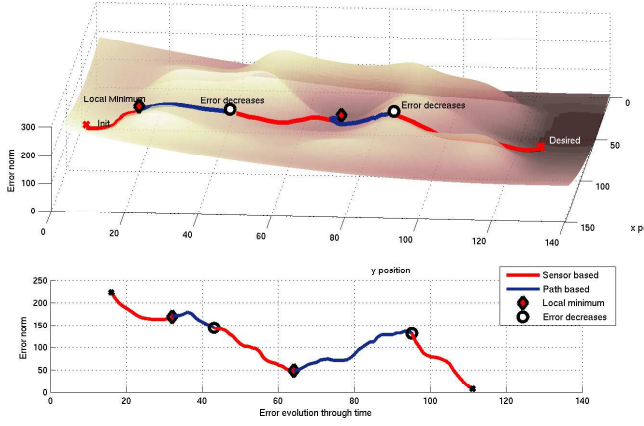 Local Minimum
Error decreases
Error decreases
Init
Desired
Error norm
300
200
100
0
0
20
40
60
80
100
120
140
0
50
100
150
x po
y position
Sensor based
Path based
Local minimum
Error decreases
Error norm
250
200
150
100
50
0
0
20
40
60
80
100
120
140
Error evolution through time